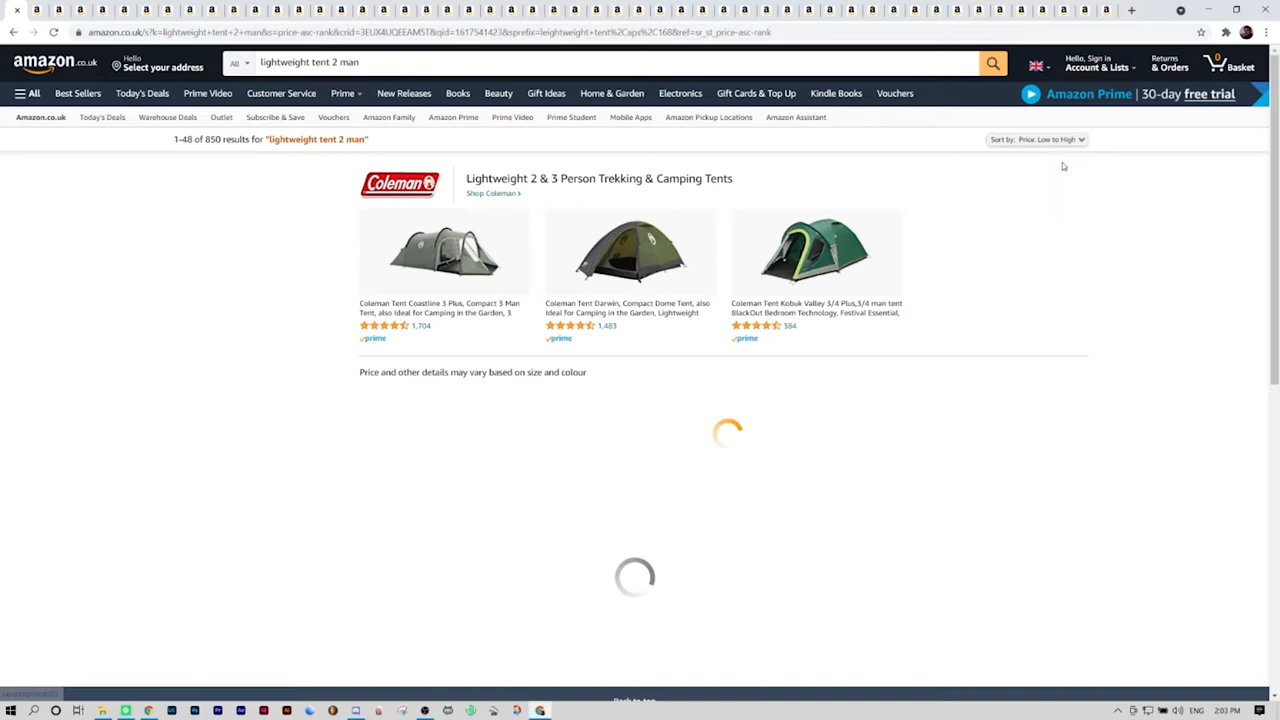 amazon.co.uk/s?k=lightweight+tent+2+man&s=price-asc-rank&crid=3EUX4UQEEAM5T&qid=1617541423&sprefix=leightweight+tent%2Caps%2C168&ref=sr_st_price-asc-rank
amazon.co.uk
Hello
Select your address
All
lightweight tent 2 man
Hello, Sign in
Account & Lists
Returns
& Orders
0
Basket
All
Best Sellers
Today's Deals
Prime Video
Customer Service
Prime
New Releases
Books
Beauty
Gift Ideas
Home & Garden
Electronics
Gift Cards & Top Up
Kindle Books
Vouchers
Amazon Prime | 30-day free trial
Amazon.co.uk
Today's Deals
Warehouse Deals
Outlet
Subscribe & Save
Vouchers
Amazon Family
Amazon Prime
Prime Video
Prime Student
Mobile Apps
Amazon Pickup Locations
Amazon Assistant
1-48 of 850 results for "lightweight tent 2 man"
Sort by: Price: Low to High
Coleman
Lightweight 2 & 3 Person Trekking & Camping Tents
Shop Coleman
Coleman Tent Coastline 3 Plus, Compact 3 Man
Tent, also Ideal for Camping in the Garden, 3
1,704
prime
Coleman Tent Darwin, Compact Dome Tent, also
Ideal for Camping in the Garden, Lightweight
1,483
prime
Coleman Tent Kobuk Valley 3/4 Plus,3/4 man tent
BlackOut Bedroom Technology, Festival Essential,
384
prime
Price and other details may vary based on size and colour
Back to top
ENG
2:03 PM